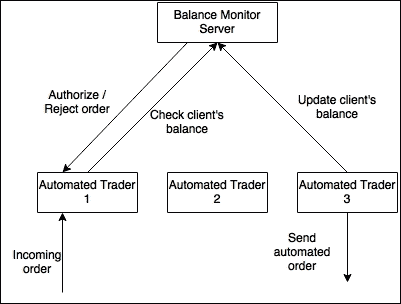 Balance Monitor
Server
Authorize /
Reject order
Check client's
balance
Update client's
balance
Automated Trader
1
Automated Trader
2
Automated Trader
3
Incoming
order
Send
automated
order